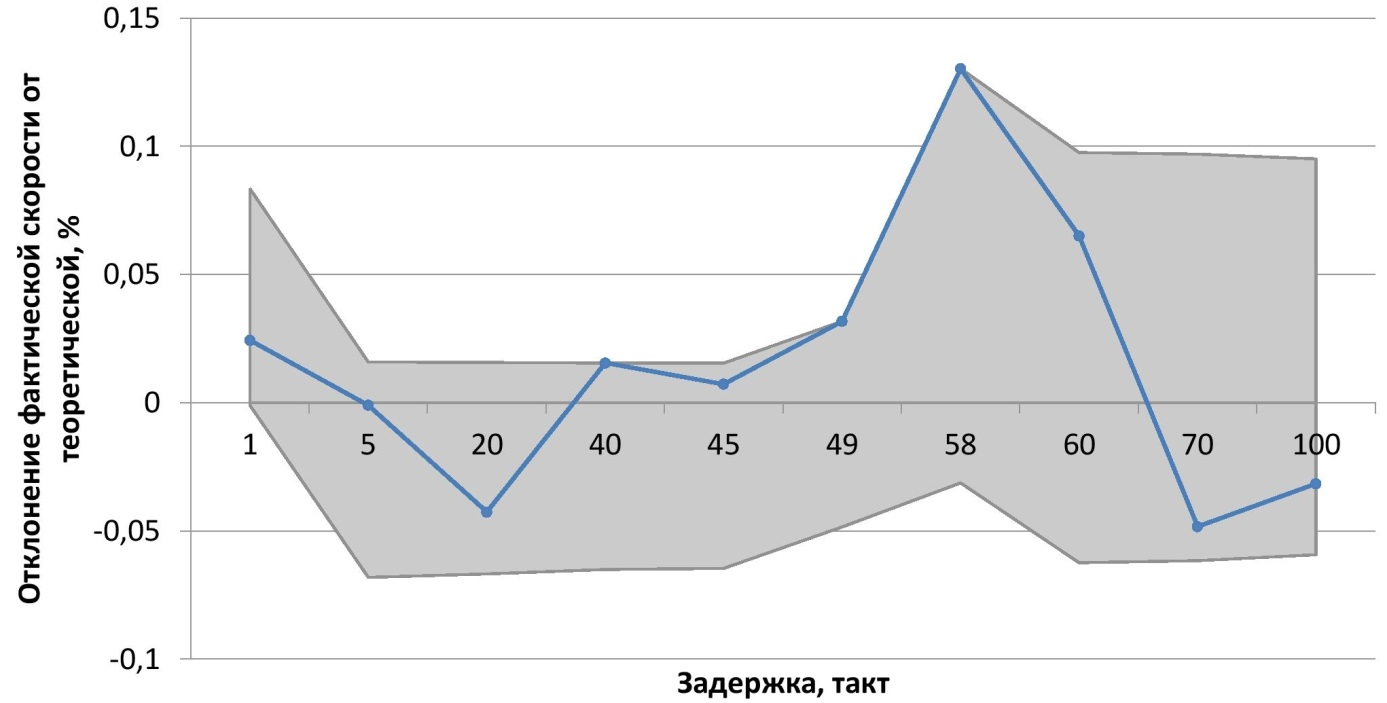 Отклонение фактической скорости от
теоретической, %
0,15
0,1
0,05
0
-0,05
-0,1
1 5 20 40 45 49 58 60 70 100
Задержка, такт